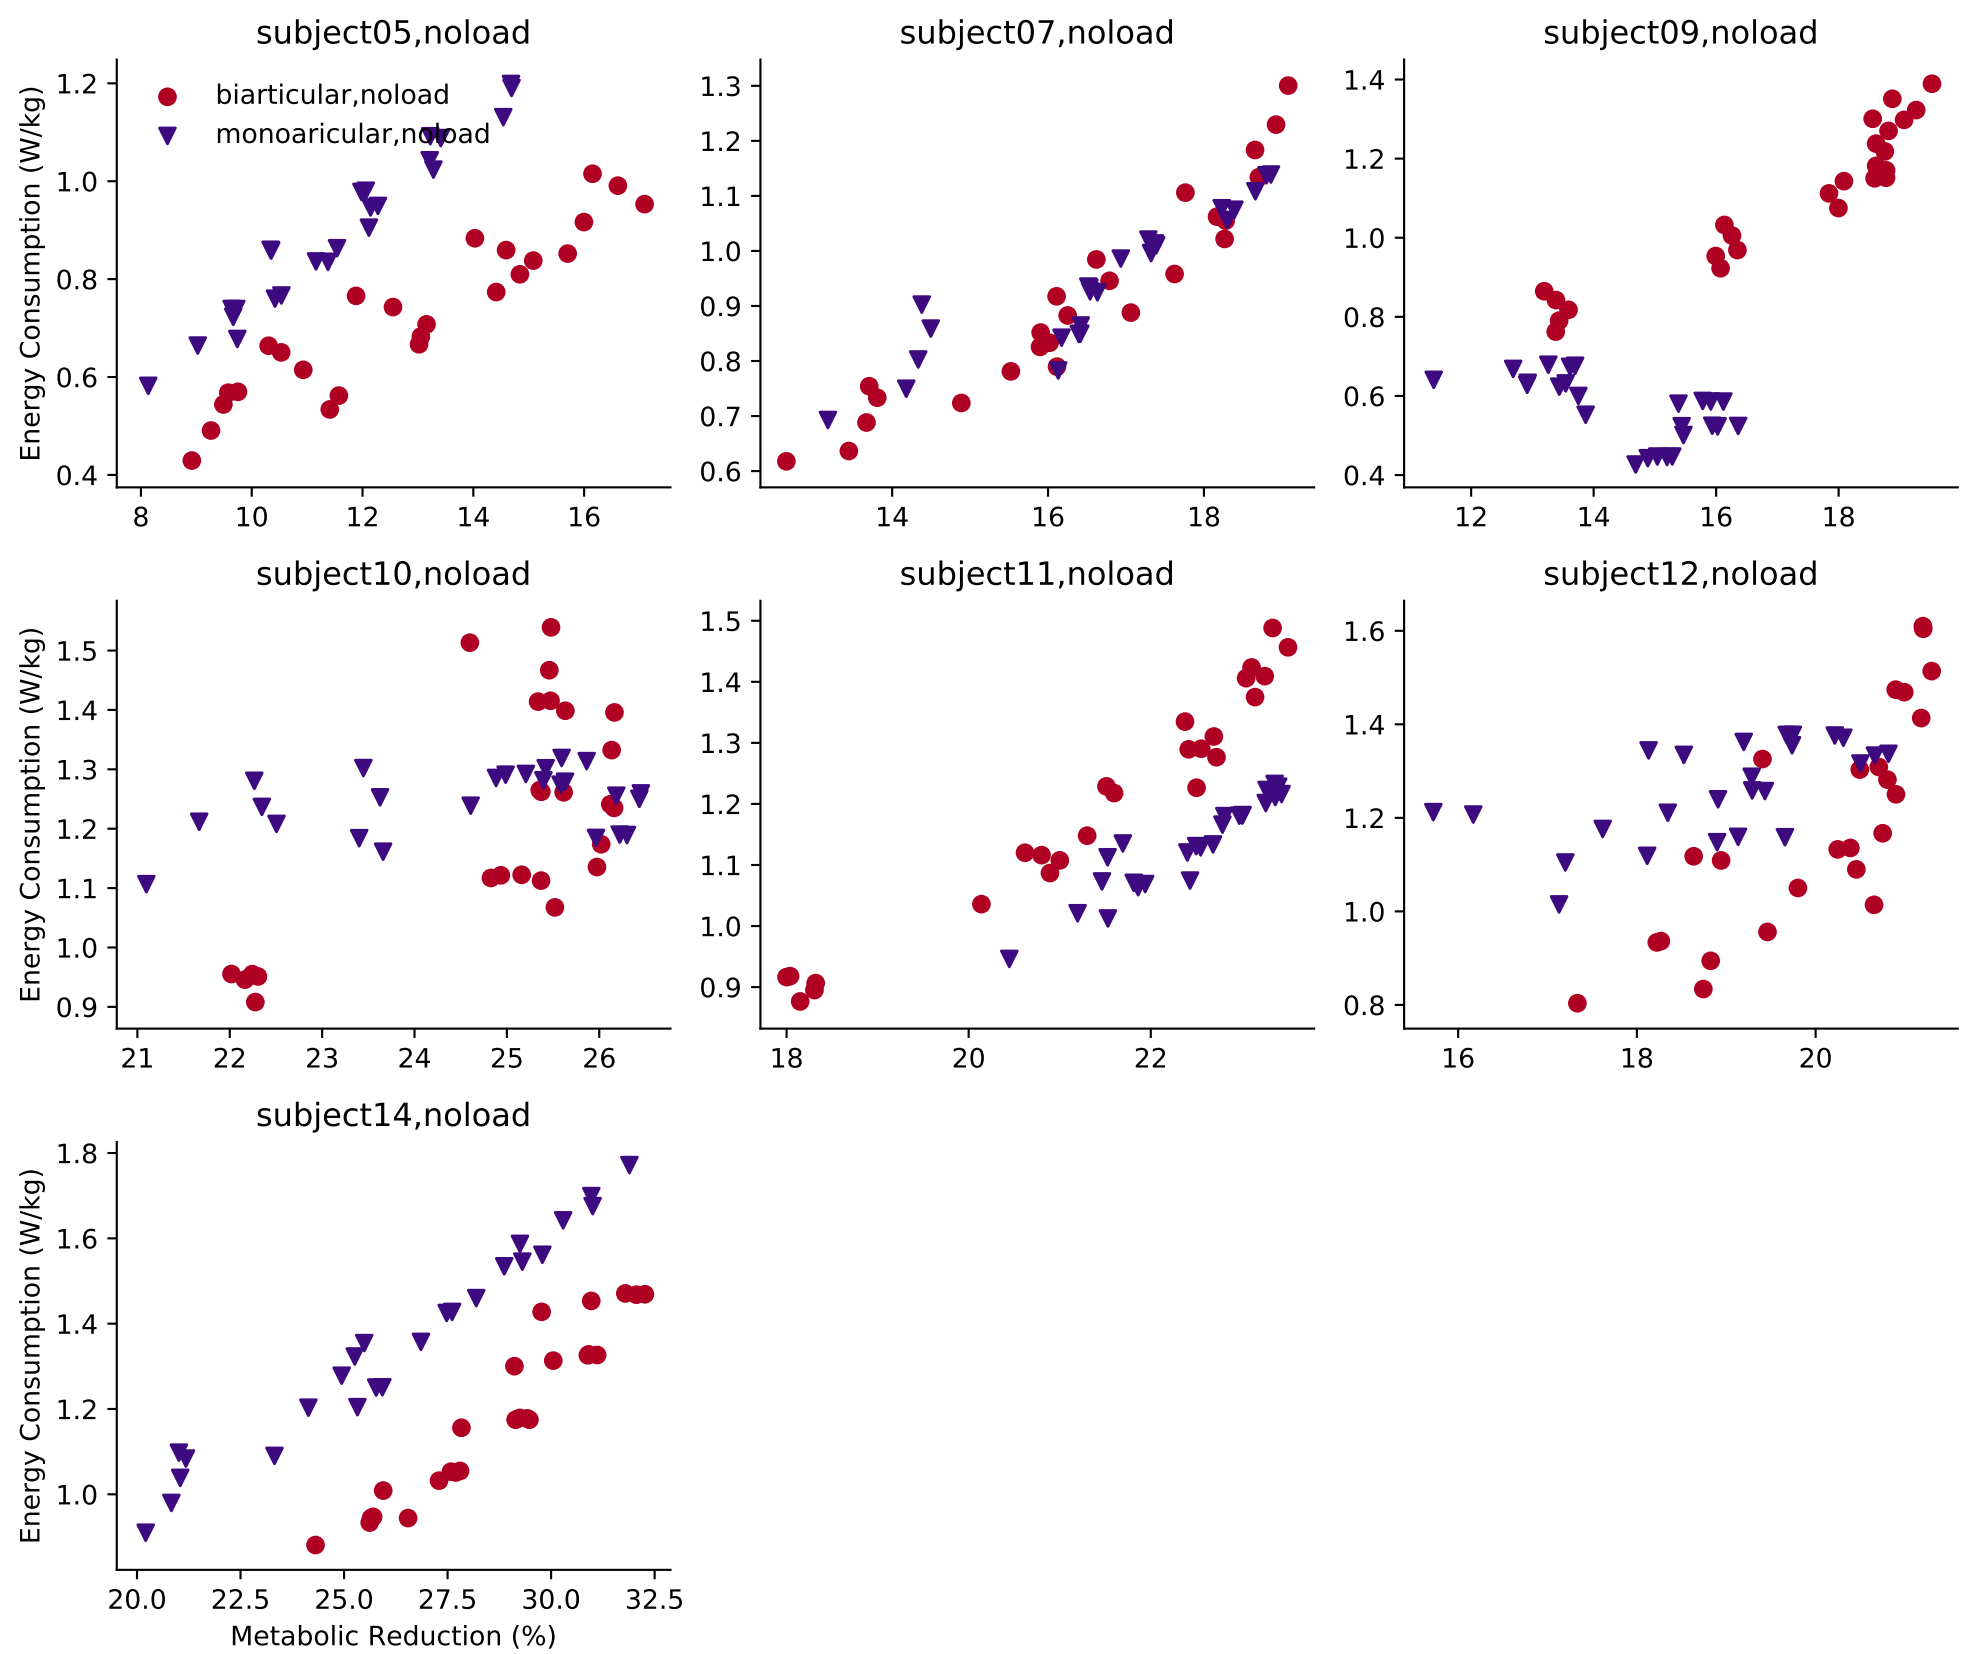 subject05,noload
subject07,noload
subject09,noload
Energy Consumption (W/kg)
1.2
1.0
0.8
0.6
0.4
biarticular,noload
monoaricular,noload
8 10 12 14 16
1.3
1.2
1.1
1.0
0.9
0.8
0.7
0.6
14 16 18
1.4
1.2
1.0
0.8
0.6
0.4
12 14 16 18
subject10,noload
subject11,noload
subject12,noload
Energy Consumption (W/kg)
1.5
1.4
1.3
1.2
1.1
1.0
0.9
21 22 23 24 25 26
1.5
1.4
1.3
1.2
1.1
1.0
0.9
18 20 22
1.6
1.4
1.2
1.0
0.8
16 18 20
subject14,noload
Energy Consumption (W/kg)
1.8
1.6
1.4
1.2
1.0
20.0 22.5 25.0 27.5 30.0 32.5
Metabolic Reduction (%)